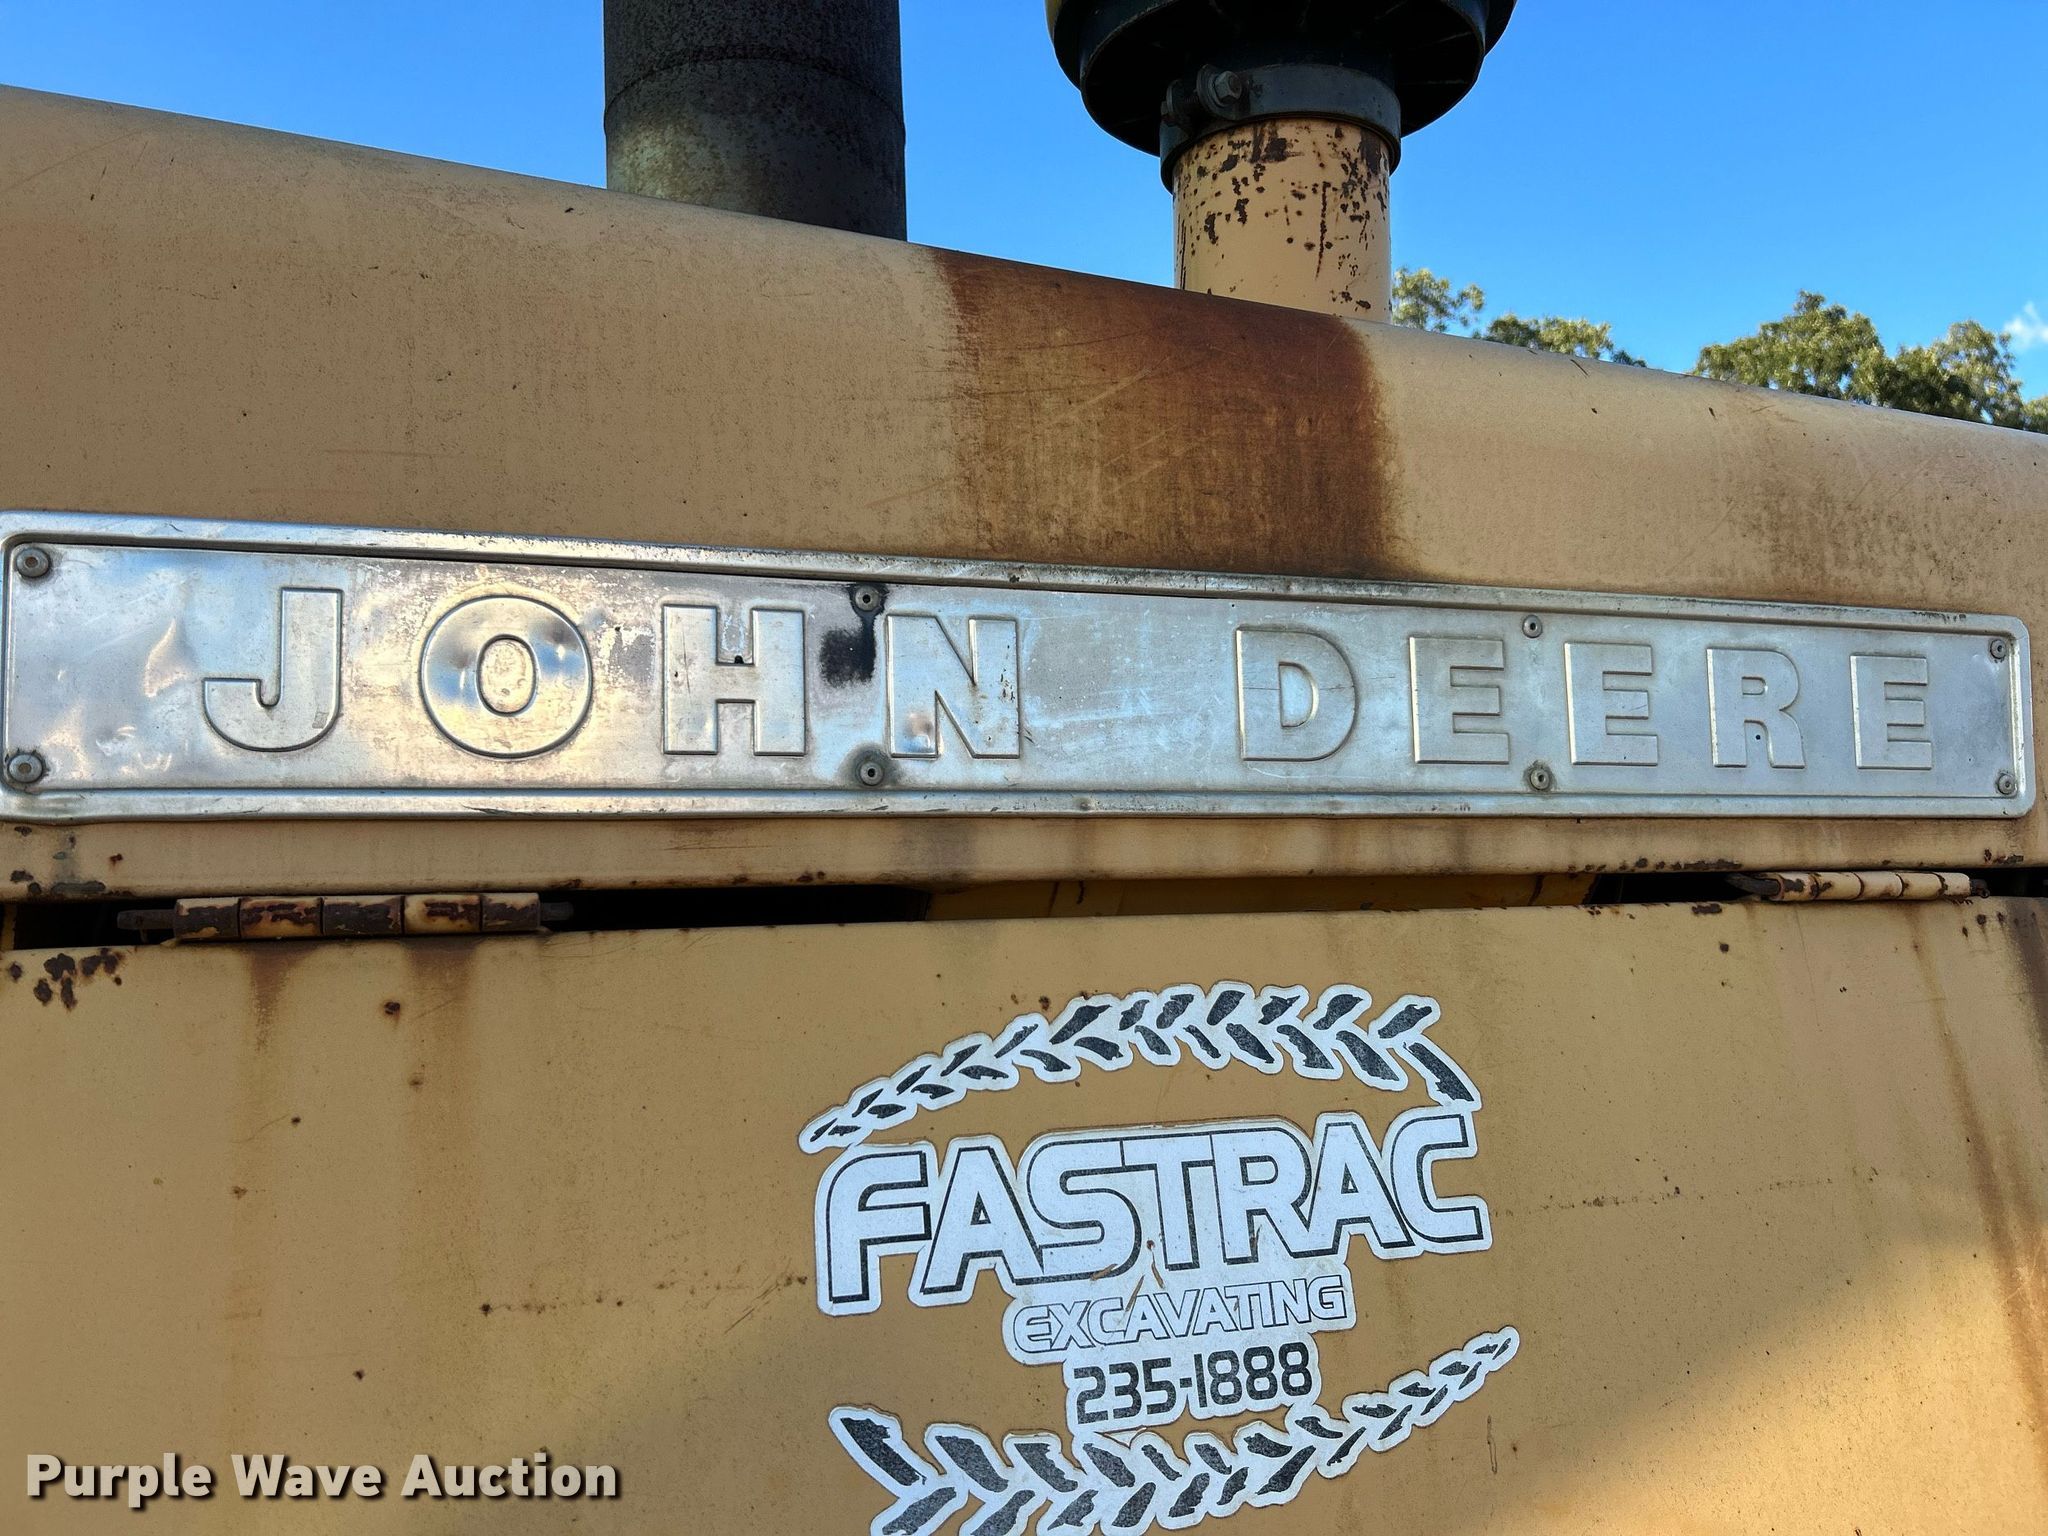 JOHN DEERE
FASTRAC
EXCAVATING
235-1888
Purple Wave Auction